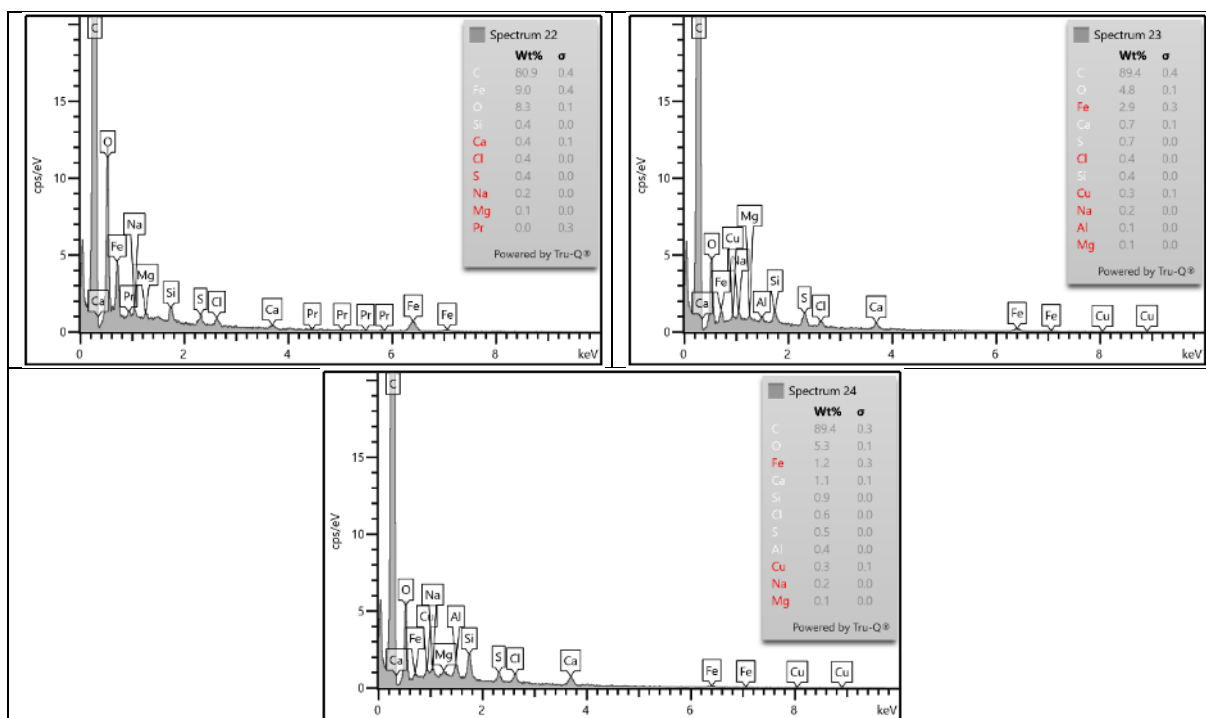 Spectrum 22
Wt% σ
C 80.9 0.4
Fe 9.0 0.4
O 8.3 0.1
Si 0.4 0.0
Ca 0.4 0.1
Cl 0.4 0.0
S 0.4 0.0
Na 0.2 0.0
Mg 0.1 0.0
Pr 0.0 0.3
Powered by Tru-Q®
cps/eV
15
10
5
0
C
O
Na
Fe
Mg
Ca
Pr
Si
S
Cl
Ca
Pr
Pr
Pr
Pr
Fe
Fe
0 2 4 6 8 keV
Spectrum 23
Wt% σ
C 89.4 0.4
O 4.8 0.1
Fe 2.9 0.3
Ca 0.7 0.1
S 0.7 0.0
Cl 0.4 0.0
Si 0.4 0.0
Cu 0.3 0.1
Na 0.2 0.0
Al 0.1 0.0
Mg 0.1 0.0
Powered by Tru-Q®
cps/eV
15
10
5
0
C
Mg
O
Cu
Na
Fe
Si
Ca
Al
S
Cl
Ca
Fe
Fe
Cu
Cu
0 2 4 6 8 keV
Spectrum 24
Wt% σ
C 89.4 0.3
O 5.3 0.1
Fe 1.2 0.3
Ca 1.1 0.1
Si 0.9 0.0
Cl 0.6 0.0
S 0.5 0.0
Al 0.4 0.0
Cu 0.3 0.1
Na 0.2 0.0
Mg 0.1 0.0
Powered by Tru-Q®
cps/eV
15
10
5
0
C
O
Na
Cu
Al
Fe
Si
Mg
Ca
S
Cl
Ca
Fe
Fe
Cu
Cu
0 2 4 6 8 keV